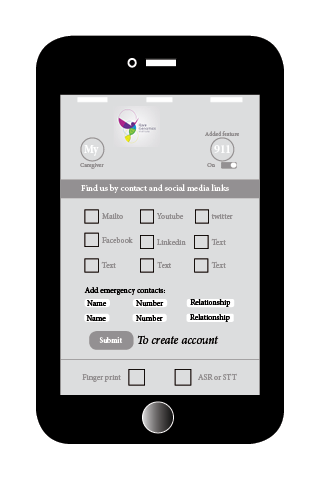 Added feature
My
911
Caregiver
On
Find us by contact and social media links
Mailto Youtube twitter
Facebook Linkedin Text
Text Text Text
Add emergency contacts:
Name Number Relationship
Name Number Relationship
Submit To create account
Finger print ASR or STT